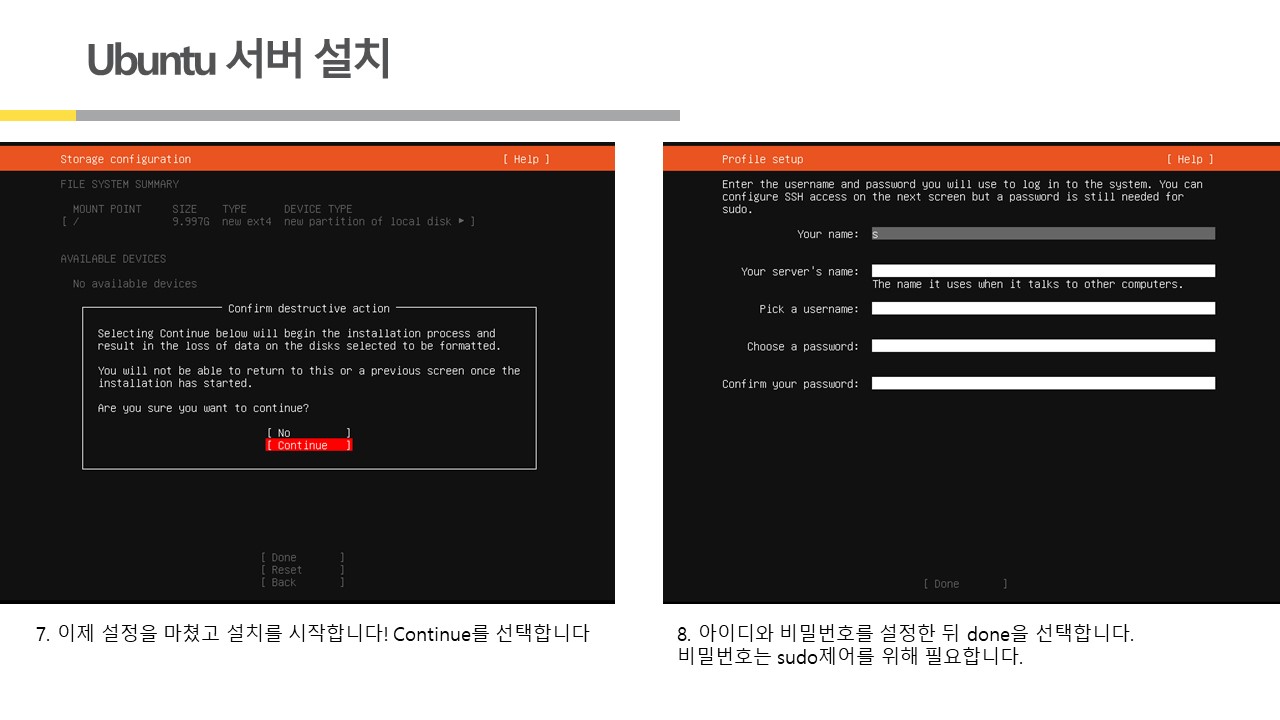 Ubuntu 서버 설치
Storage configuration [ Help ]
FILE SYSTEM SUMMARY
MOUNT POINT SIZE TYPE DEVICE TYPE
[ / 9.997G new ext4 new partition of local disk ▸ ]
AVAILABLE DEVICES
No available devices
Confirm destructive action
Selecting Continue below will begin the installation process and
result in the loss of data on the disks selected to be formatted.
You will not be able to return to this or a previous screen once the
installation has started.
Are you sure you want to continue?
[ No ]
[ Continue ]
[ Done ]
[ Reset ]
[ Back ]
7. 이제 설정을 마쳤고 설치를 시작합니다! Continue를 선택합니다
Profile setup [ Help ]
Enter the username and password you will use to log in to the system. You can
configure SSH access on the next screen but a password is still needed for
sudo.
Your name: s
Your server's name:
The name it uses when it talks to other computers.
Pick a username:
Choose a password:
Confirm your password:
[ Done ]
8. 아이디와 비밀번호를 설정한 뒤 done을 선택합니다.
비밀번호는 sudo제어를 위해 필요합니다.